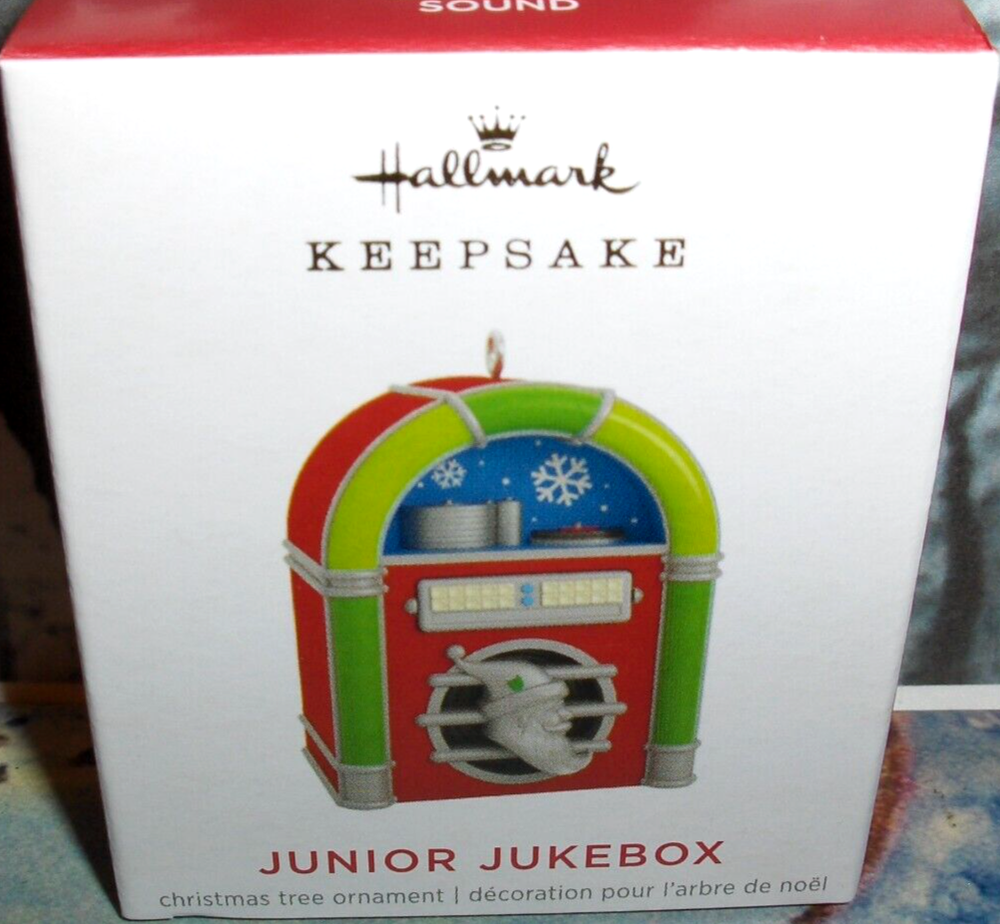 SOUND
Hallmark
KEEPSAKE
JUNIOR JUKEBOX
christmas tree ornament | décoration pour l'arbre de noël